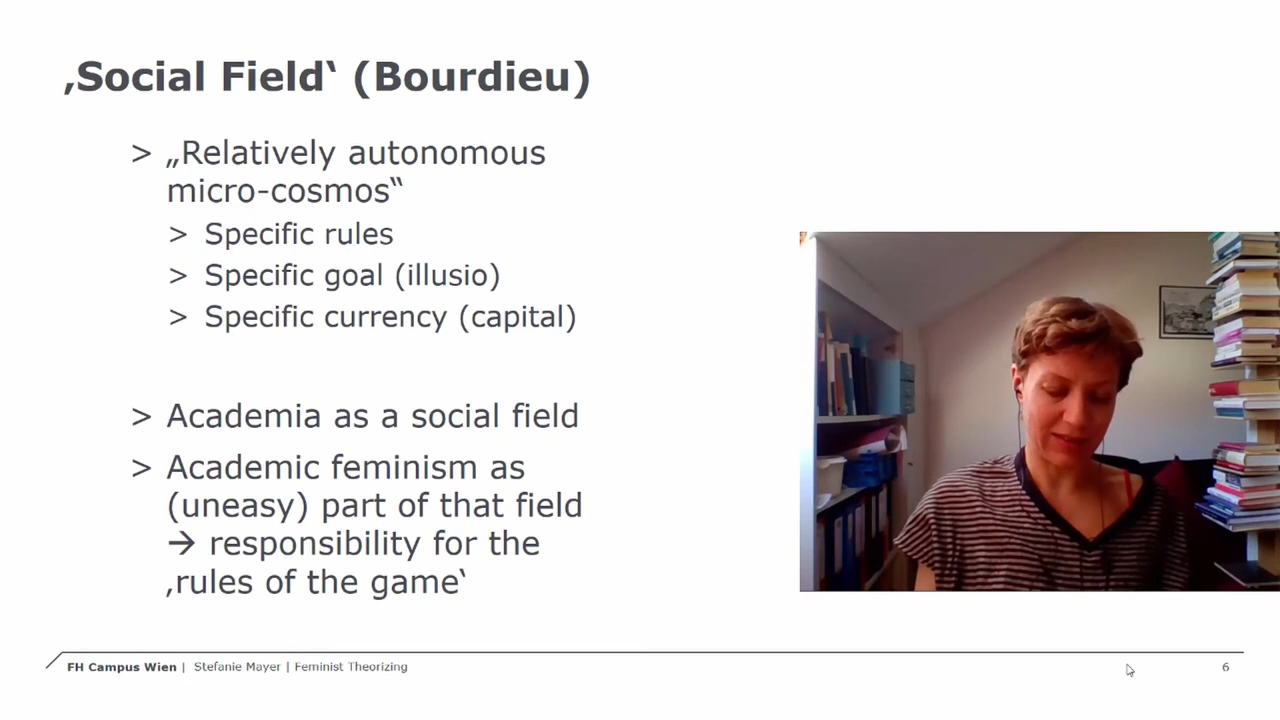 ‚Social Field‘ (Bourdieu)
> „Relatively autonomous
micro-cosmos“
> Specific rules
> Specific goal (illusio)
> Specific currency (capital)
> Academia as a social field
> Academic feminism as
(uneasy) part of that field
→ responsibility for the
‚rules of the game‘
FH Campus Wien | Stefanie Mayer | Feminist Theorizing
6